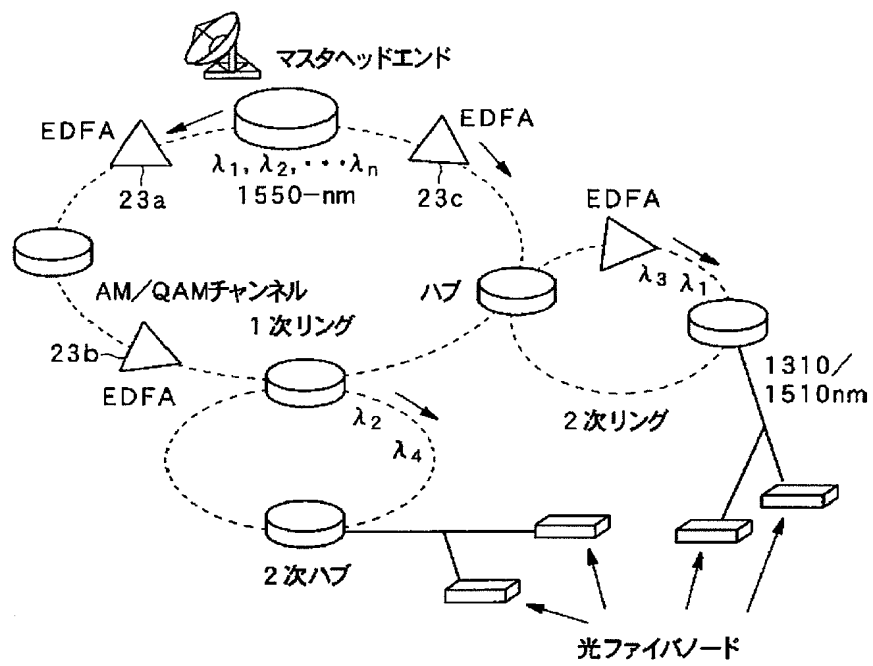 マスタヘッドエンド
EDFA
EDFA
λ1, λ2, ･･･λn
1550−nm
23a
23c
EDFA
λ3 λ1
AM／QAMチャンネル
ハブ
1次リング
23b
EDFA
1310／
1510nm
λ2
λ4
2次リング
2次ハブ
光ファイバノード